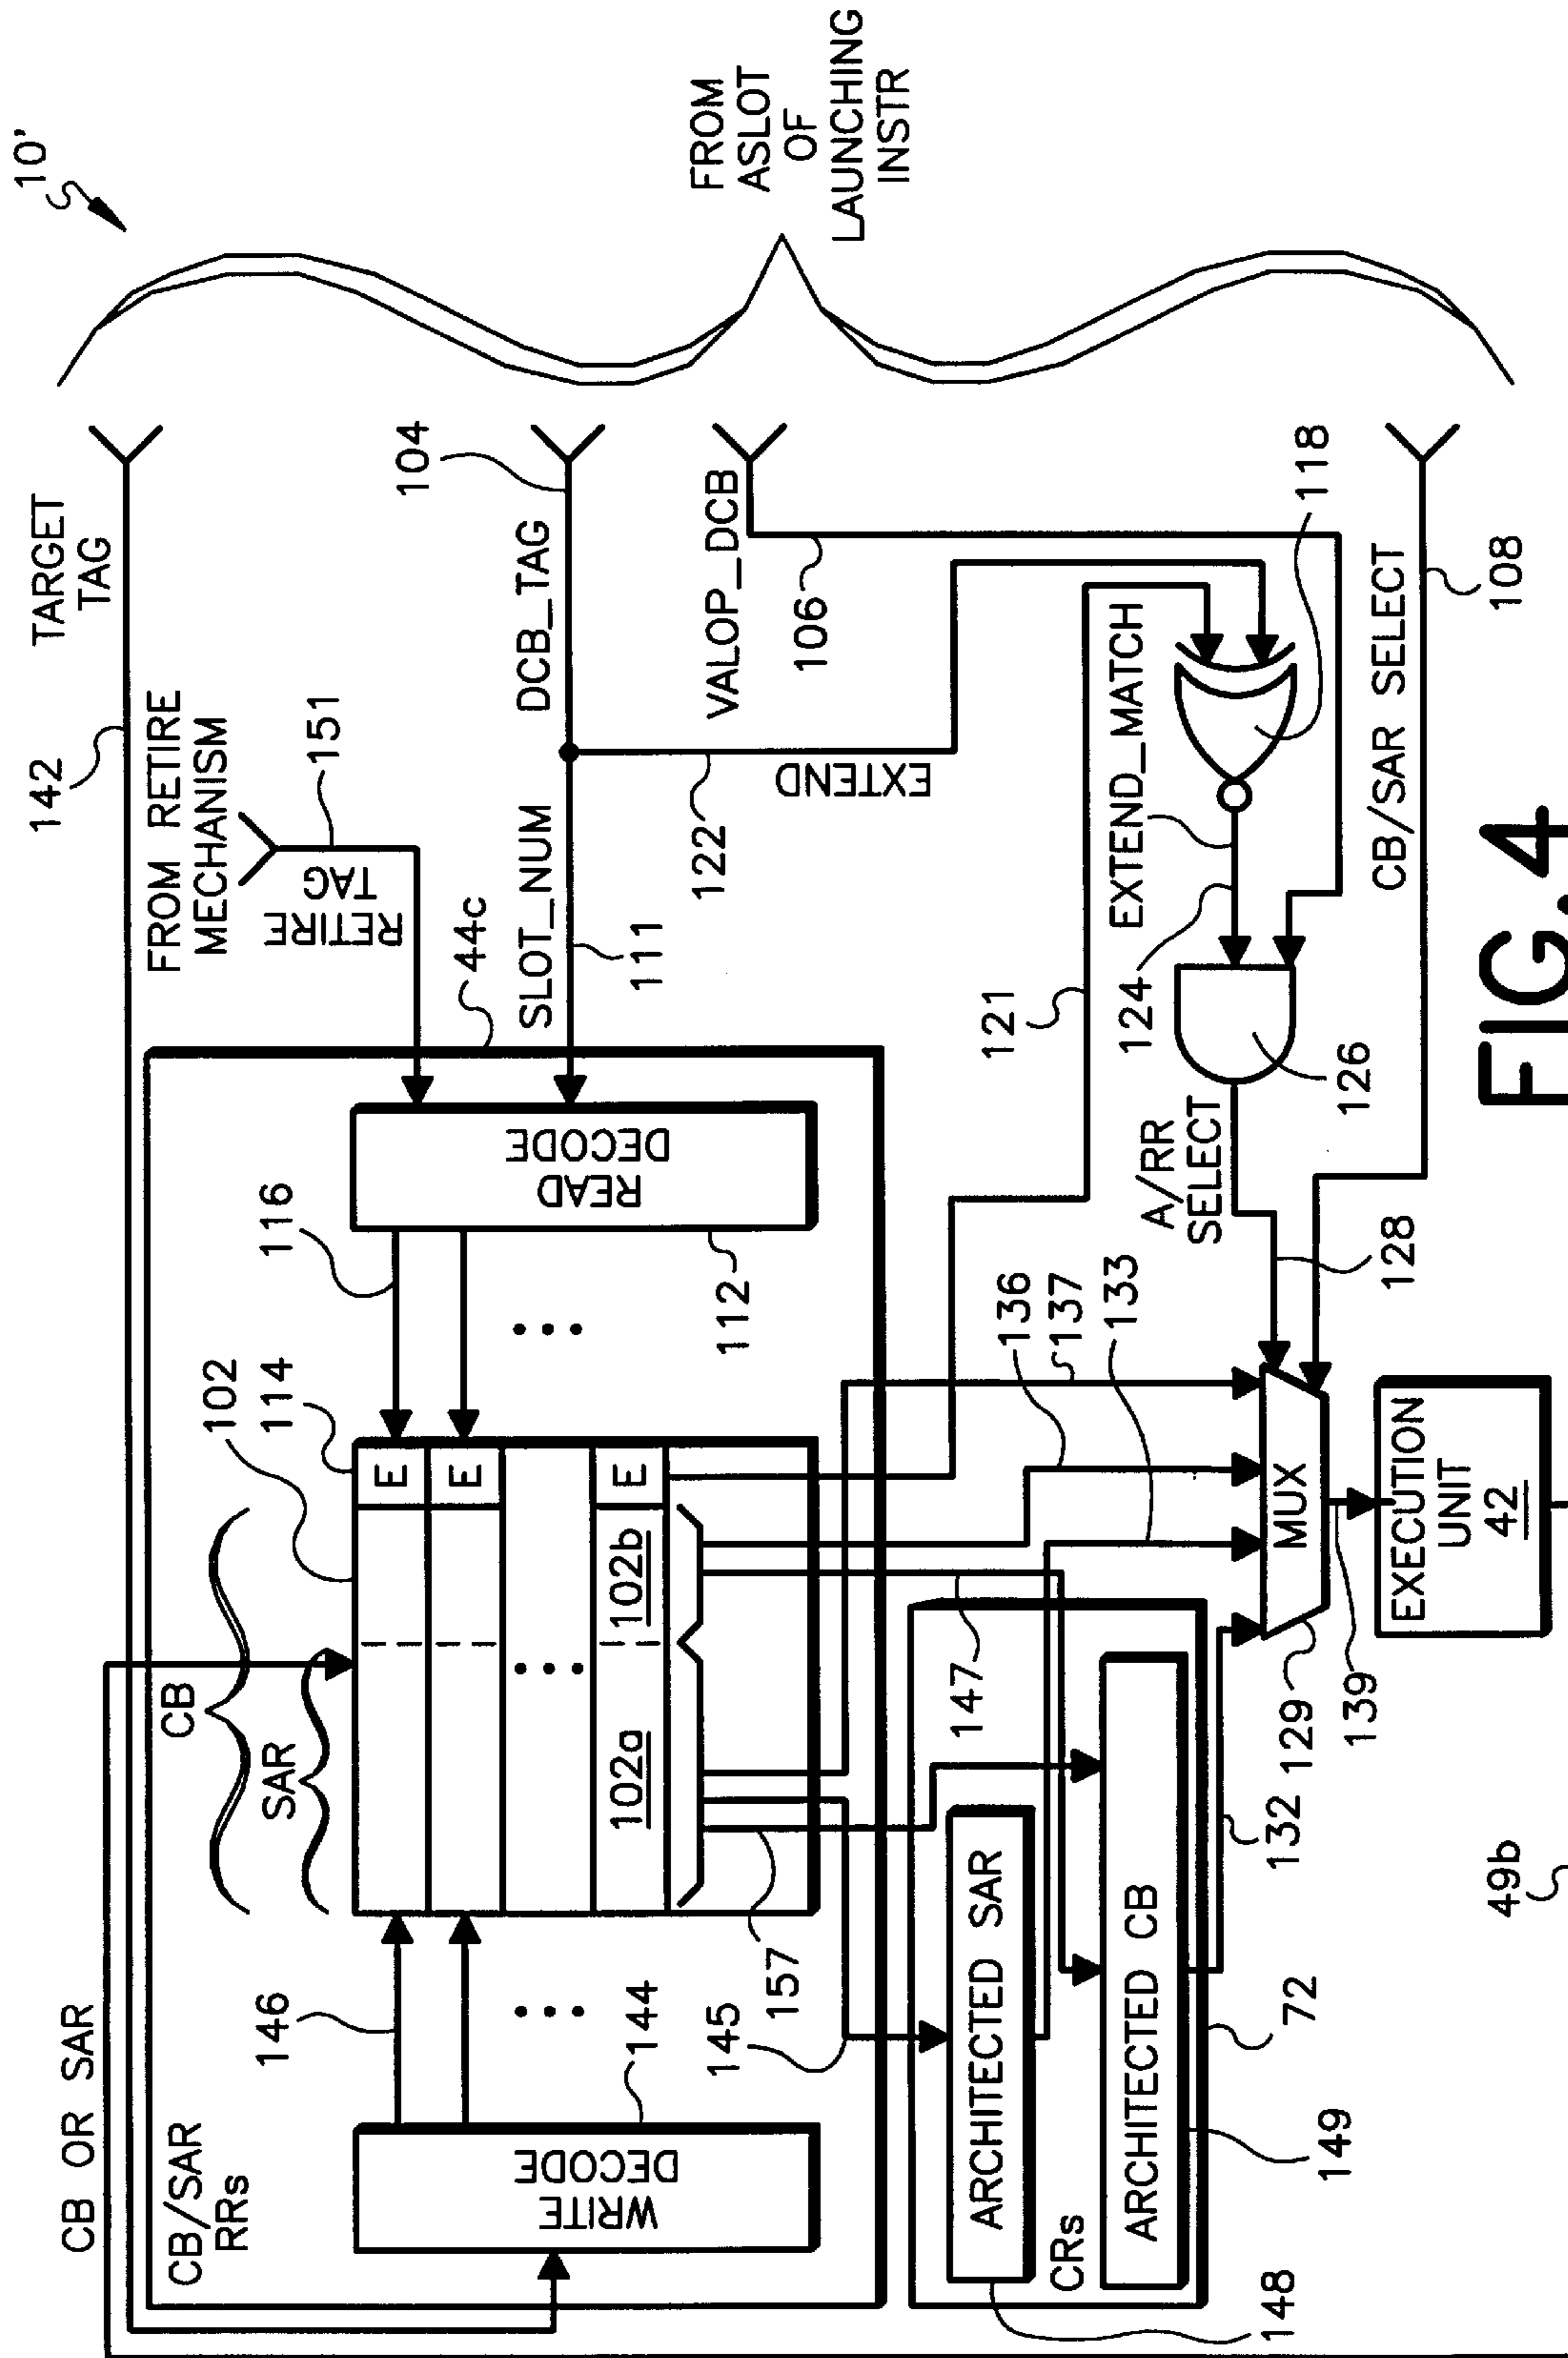 10'
142
TARGET
TAG
FROM RETIRE
MECHANISM
151
RETIRE
TAG
DCB_TAG
104
VALOP_DCB
106
FROM
ASLOT
OF
LAUNCHING
INSTR
CB OR SAR
CB/SAR
RRs
CB
SAR
102
114
116
44c
SLOT_NUM
111
122
EXTEND
146
E
E
E
READ
DECODE
112
WRITE
DECODE
144
102a
102b
145
157
147
121
124
EXTEND_MATCH
118
126
A/RR
SELECT
CB/SAR SELECT
108
128
136
137
133
ARCHITECTED SAR
CRs
ARCHITECTED CB
148
149
72
132
129
MUX
139
EXECUTION
UNIT
42
49b
FIG.4